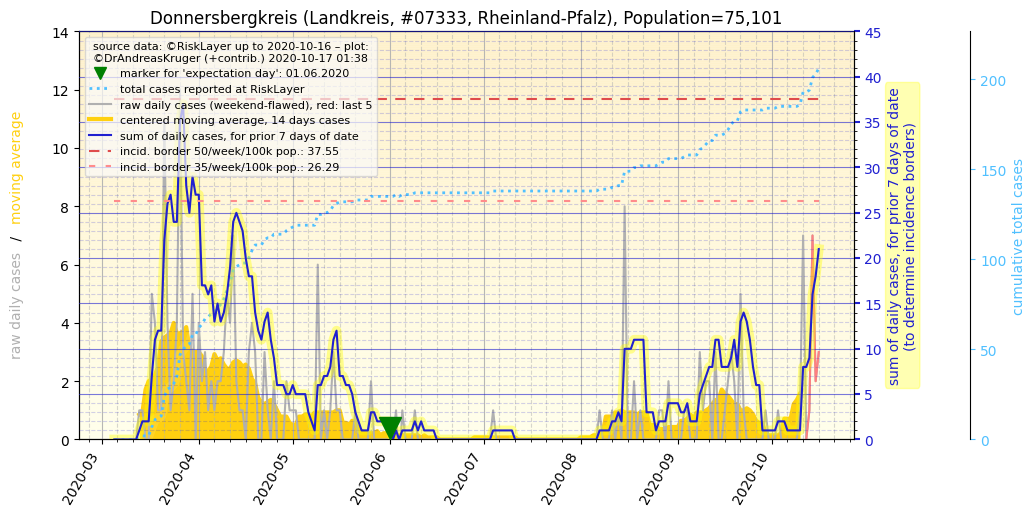 Donnersbergkreis (Landkreis, #07333, Rheinland-Pfalz), Population=75,101
source data: ©RiskLayer up to 2020-10-16 – plot:
©DrAndreasKruger (+contrib.) 2020-10-17 01:38
marker for 'expectation day': 01.06.2020
total cases reported at RiskLayer
raw daily cases (weekend-flawed), red: last 5
centered moving average, 14 days cases
sum of daily cases, for prior 7 days of date
incid. border 50/week/100k pop.: 37.55
incid. border 35/week/100k pop.: 26.29
raw daily cases / moving average
14
12
10
8
6
4
2
0
2020-03
2020-04
2020-05
2020-06
2020-07
2020-08
2020-09
2020-10
45
40
35
30
25
20
15
10
5
0
sum of daily cases, for prior 7 days of date
(to determine incidence borders)
200
150
100
50
0
cumulative total cases